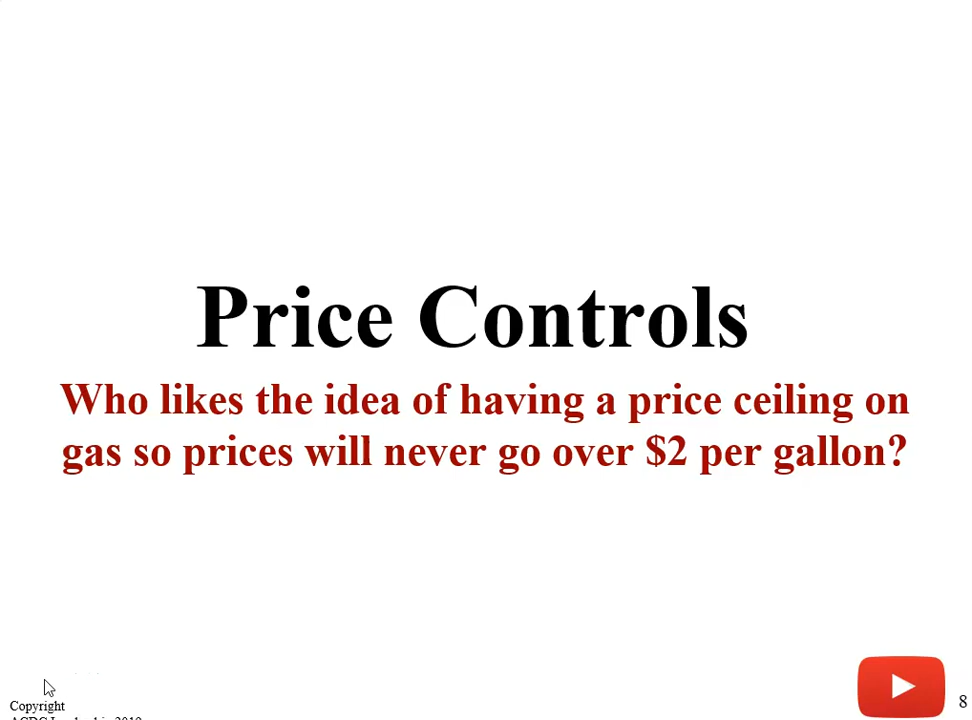 Price Controls
Who likes the idea of having a price ceiling on
gas so prices will never go over $2 per gallon?
Copyright
8